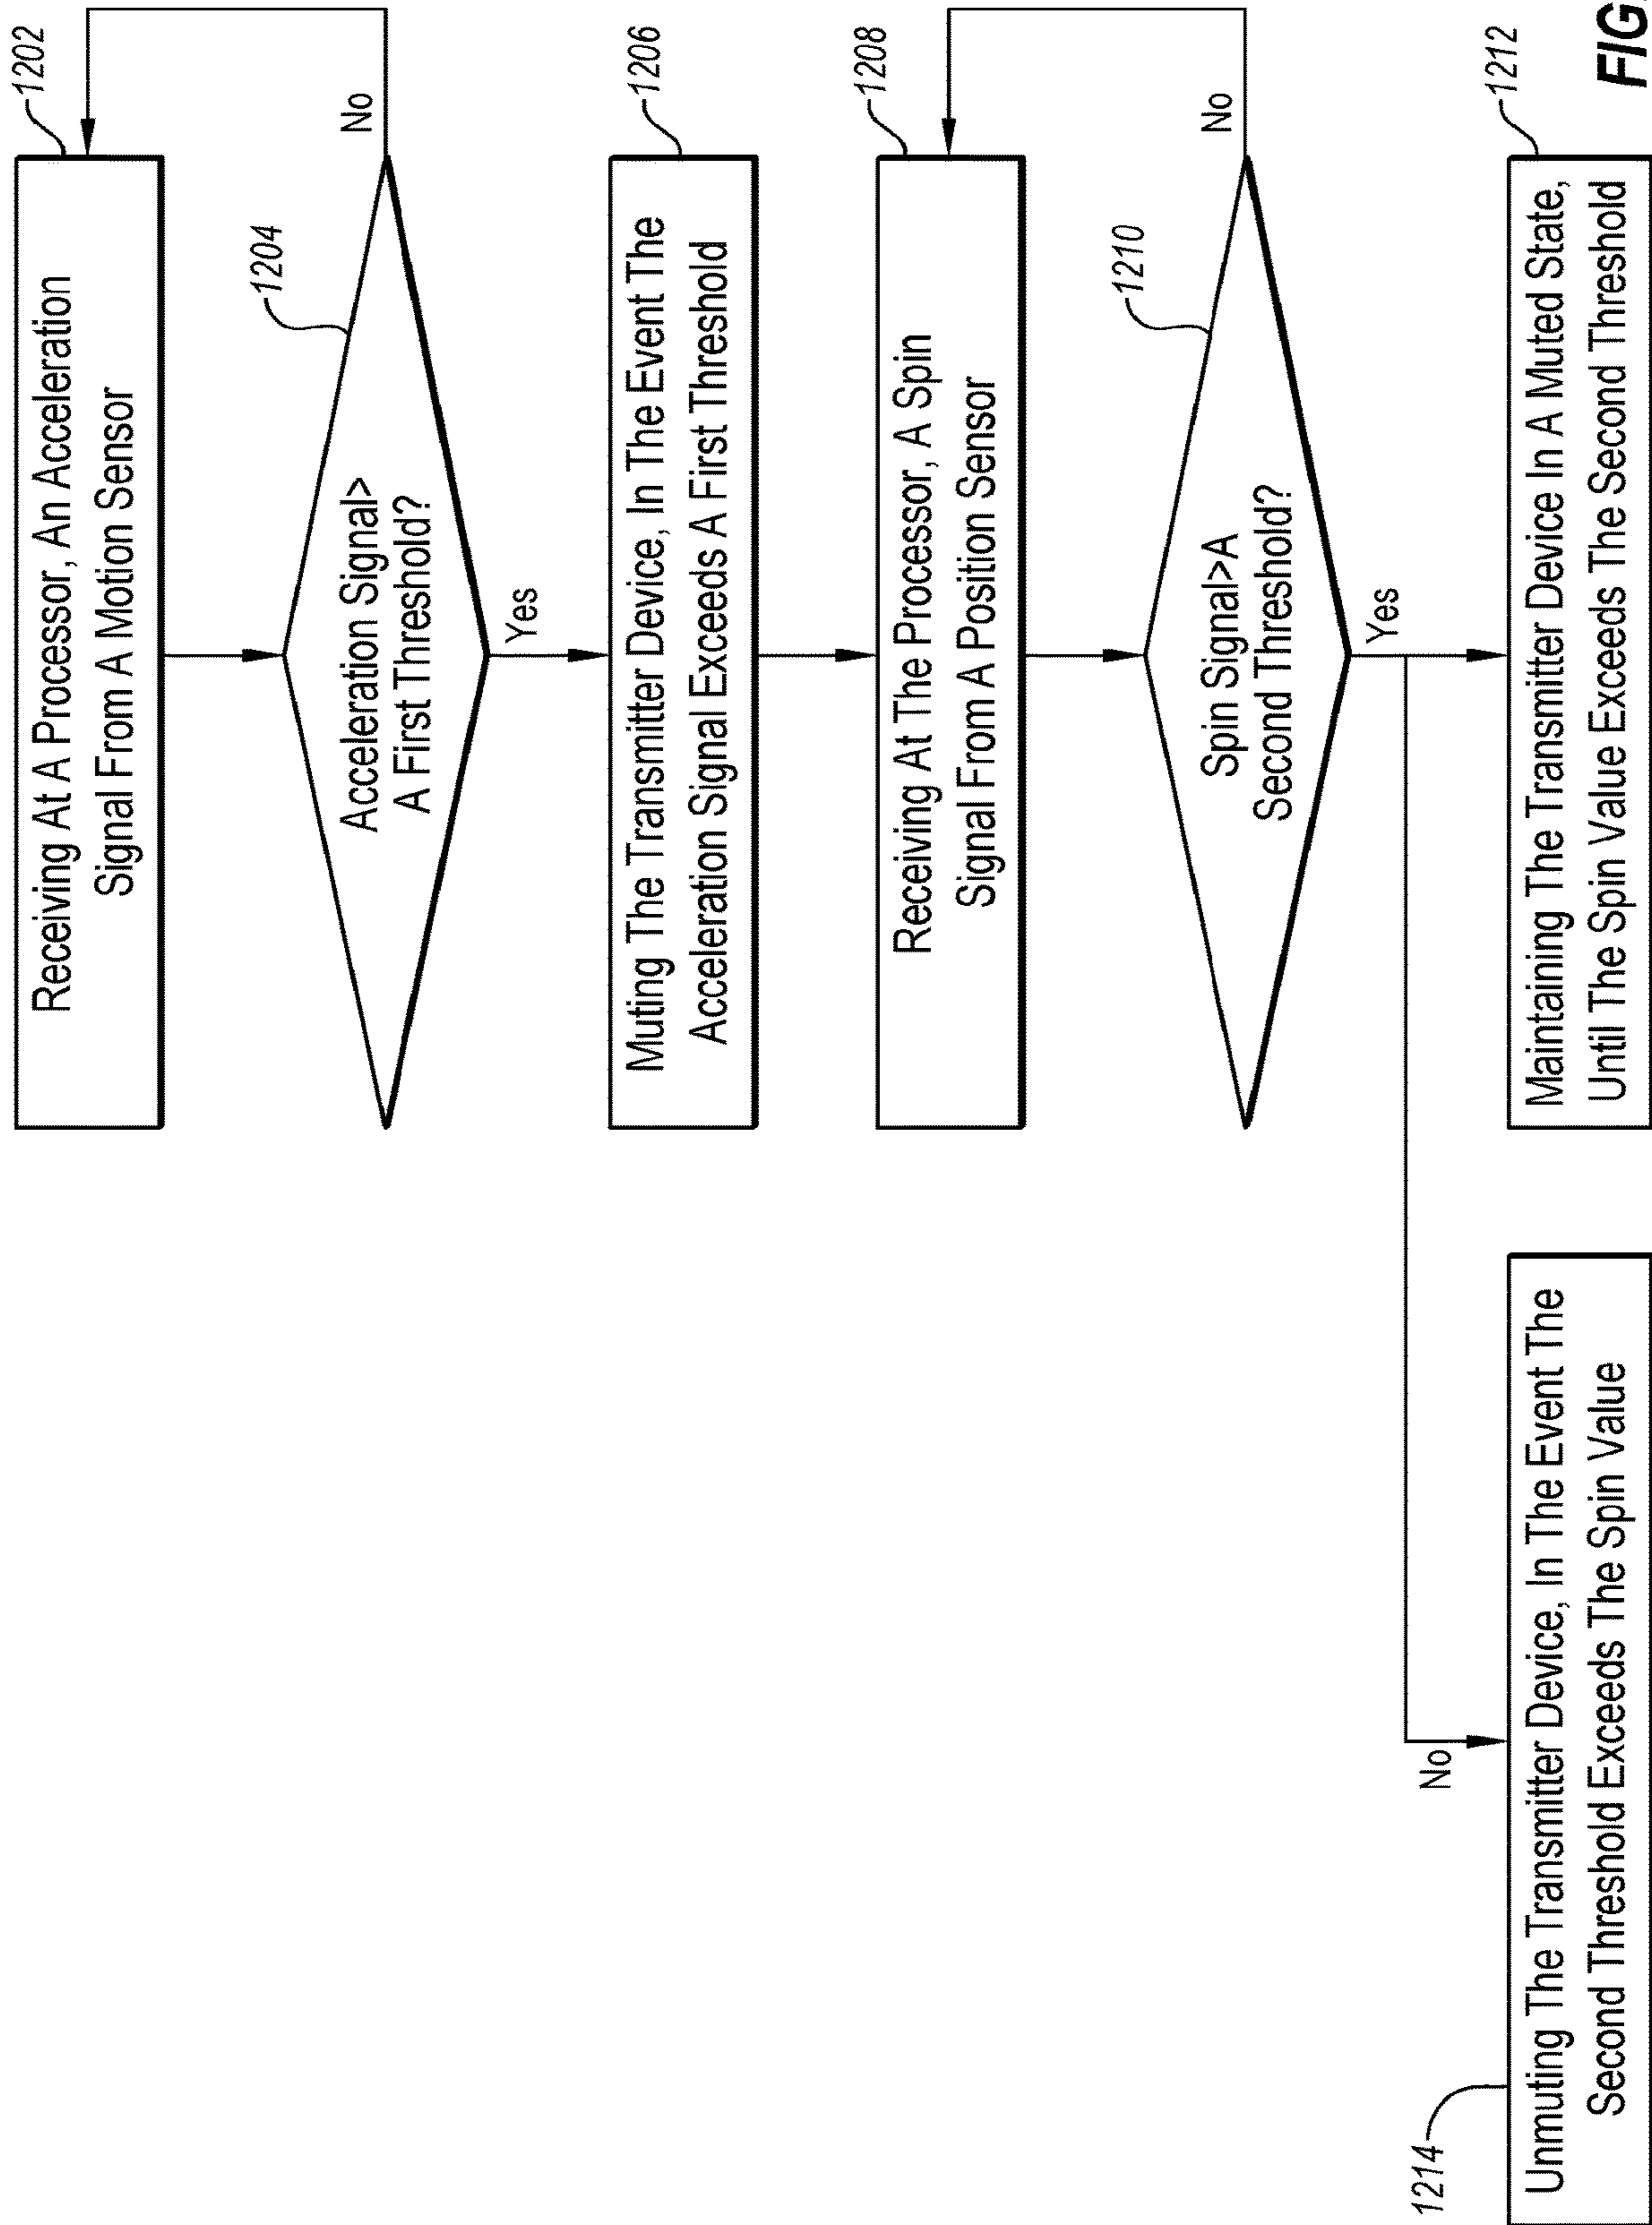 1202
Receiving At A Processor, An Acceleration
Signal From A Motion Sensor
1204
Acceleration Signal>
A First Threshold?
No
Yes
1206
Muting The Transmitter Device, In The Event The
Acceleration Signal Exceeds A First Threshold
1208
Receiving At The Processor, A Spin
Signal From A Position Sensor
1210
Spin Signal>A
Second Threshold?
No
Yes
No
1212
Maintaining The Transmitter Device In A Muted State,
Until The Spin Value Exceeds The Second Threshold
1214
Unmuting The Transmitter Device, In The Event The
Second Threshold Exceeds The Spin Value
FIG